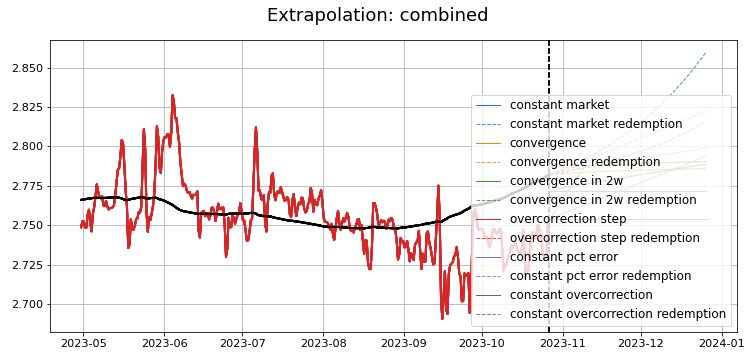 Extrapolation: combined
2.850
2.825
2.800
2.775
2.750
2.725
2.700
constant market
constant market redemption
convergence
convergence redemption
convergence in 2w
convergence in 2w redemption
overcorrection step
overcorrection step redemption
constant pct error
constant pct error redemption
constant overcorrection
constant overcorrection redemption
2023-05 2023-06 2023-07 2023-08 2023-09 2023-10 2023-11 2023-12 2024-01